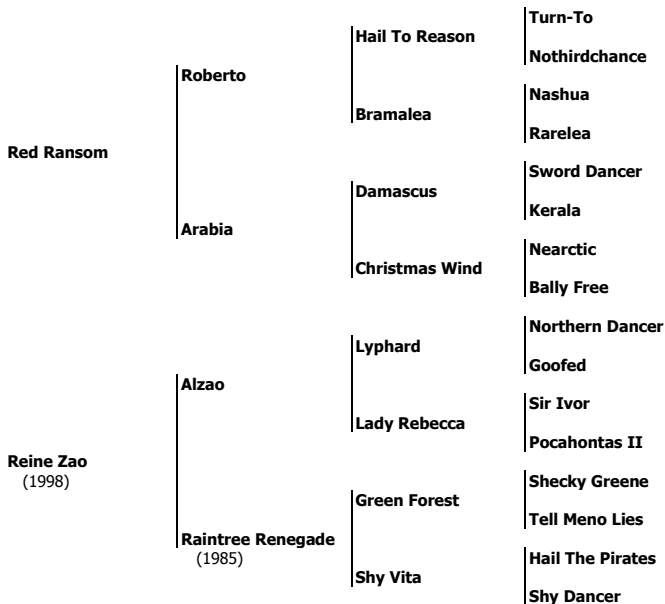 Turn-To
Hail To Reason
Nothirdchance
Roberto
Nashua
Bramalea
Rarelea
Red Ransom
Sword Dancer
Damascus
Kerala
Arabia
Nearctic
Christmas Wind
Bally Free
Northern Dancer
Lyphard
Goofed
Alzao
Sir Ivor
Lady Rebecca
Pocahontas II
Reine Zao
(1998)
Shecky Greene
Green Forest
Tell Meno Lies
Raintree Renegade
(1985)
Hail The Pirates
Shy Vita
Shy Dancer